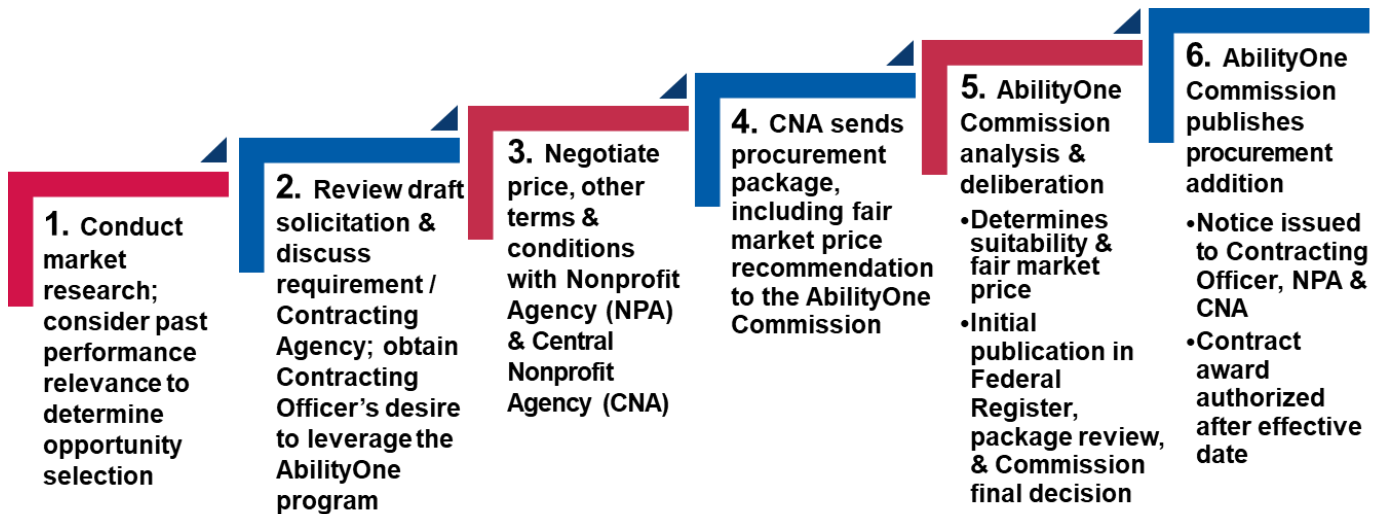 1. Conduct
market
research;
consider past
performance
relevance to
determine
opportunity
selection
2. Review draft
solicitation &
discuss
requirement /
Contracting
Agency; obtain
Contracting
Officer’s desire
to leverage the
AbilityOne
program
3. Negotiate
price, other
terms &
conditions
with Nonprofit
Agency (NPA)
& Central
Nonprofit
Agency (CNA)
4. CNA sends
procurement
package,
including fair
market price
recommendation
to the AbilityOne
Commission
5. AbilityOne
Commission
analysis &
deliberation
•Determines
suitability &
fair market
price
•Initial
publication in
Federal
Register,
package review,
& Commission
final decision
6. AbilityOne
Commission
publishes
procurement
addition
•Notice issued
to Contracting
Officer, NPA &
CNA
•Contract
award
authorized
after effective
date